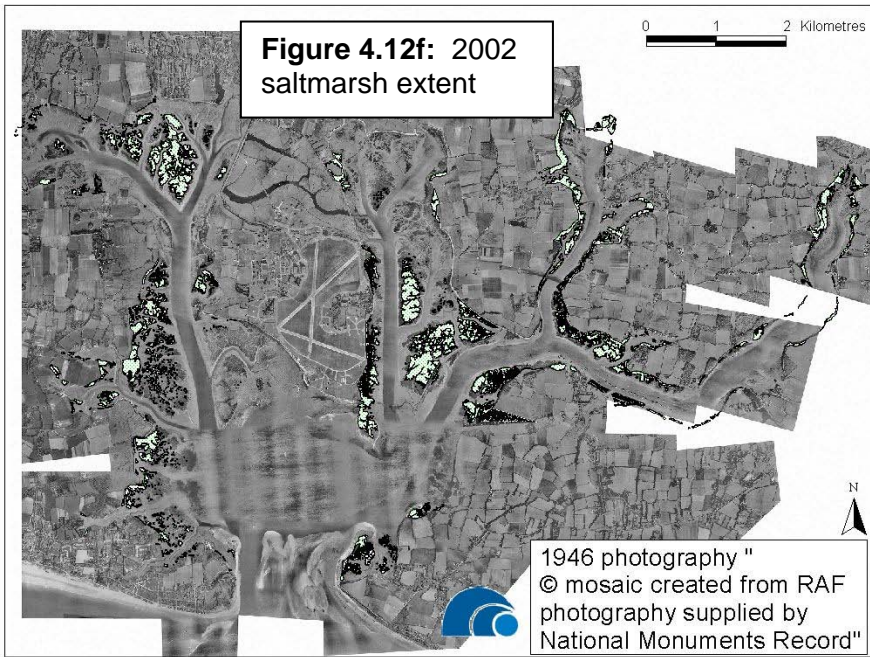 Figure 4.12f: 2002
saltmarsh extent
0 1 2 Kilometres
N
1946 photography "
© mosaic created from RAF
photography supplied by
National Monuments Record"